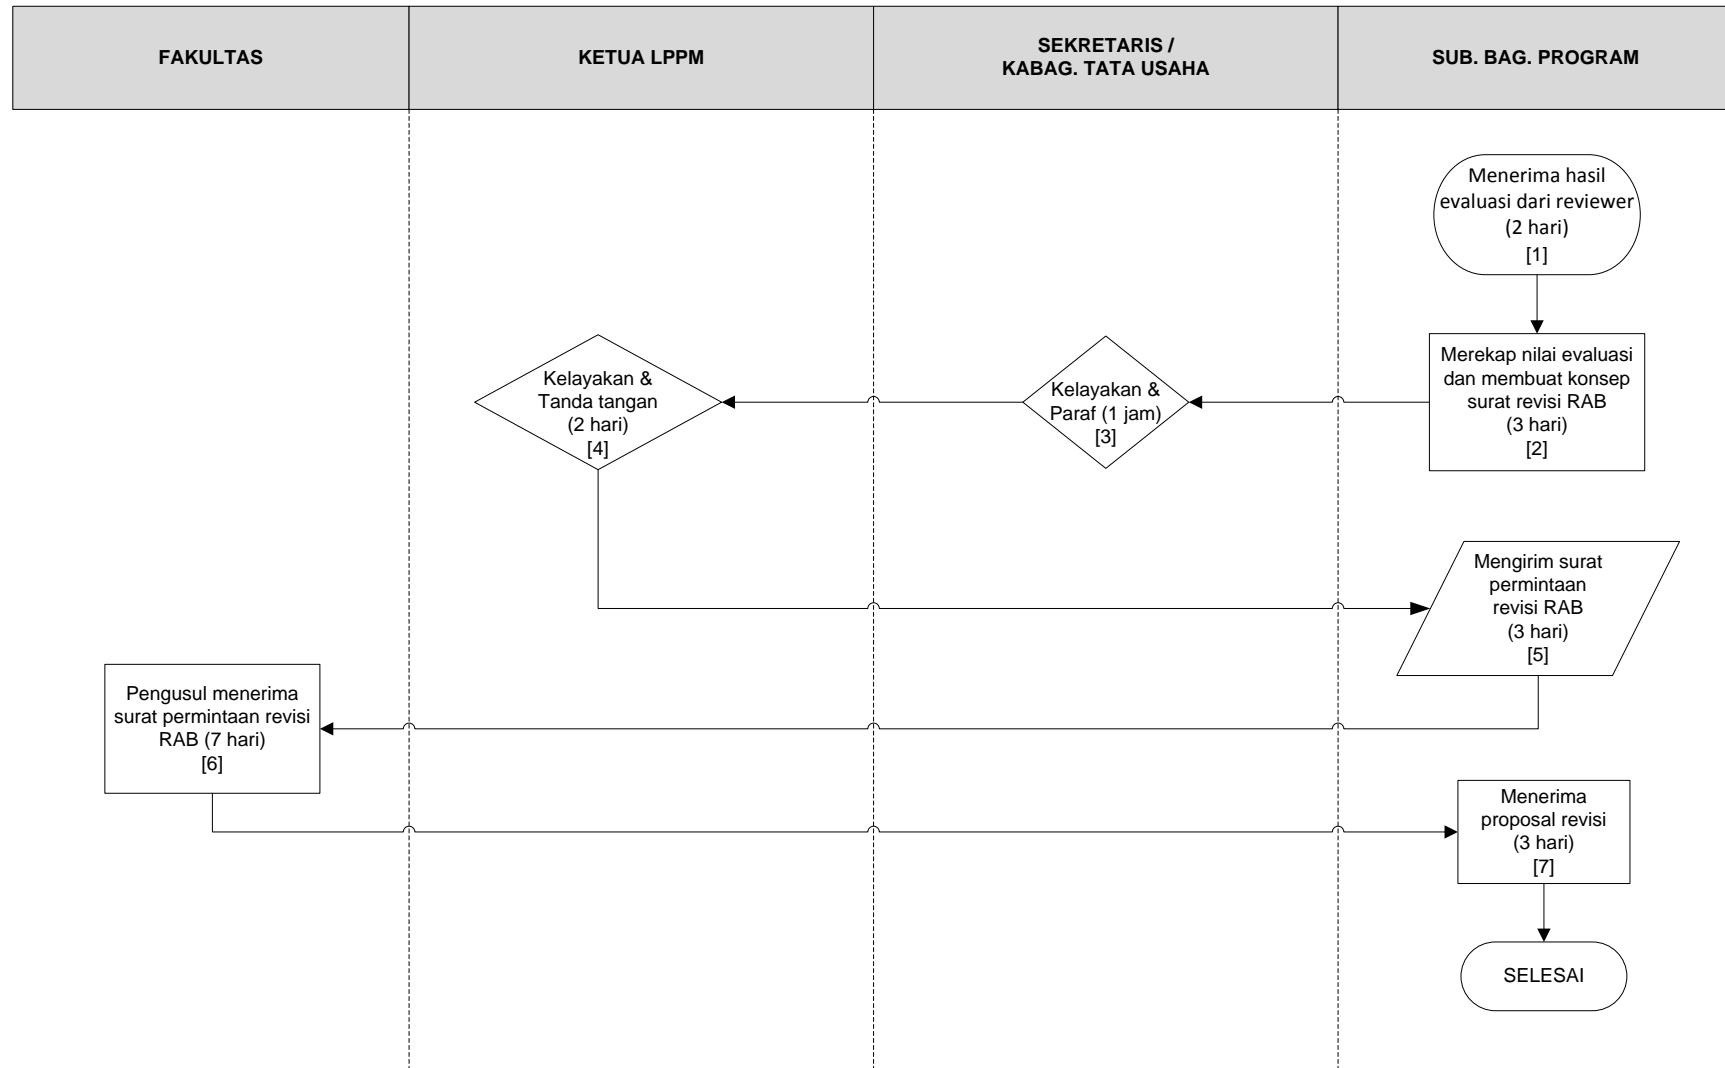 FAKULTAS
KETUA LPPM
SEKRETARIS /
KABAG. TATA USAHA
SUB. BAG. PROGRAM
Menerima hasil
evaluasi dari reviewer
(2 hari)
[1]
Merekap nilai evaluasi
dan membuat konsep
surat revisi RAB
(3 hari)
[2]
Kelayakan &
Paraf (1 jam)
[3]
Kelayakan &
Tanda tangan
(2 hari)
[4]
Mengirim surat
permintaan
revisi RAB
(3 hari)
[5]
Pengusul menerima
surat permintaan revisi
RAB (7 hari)
[6]
Menerima
proposal revisi
(3 hari)
[7]
SELESAI